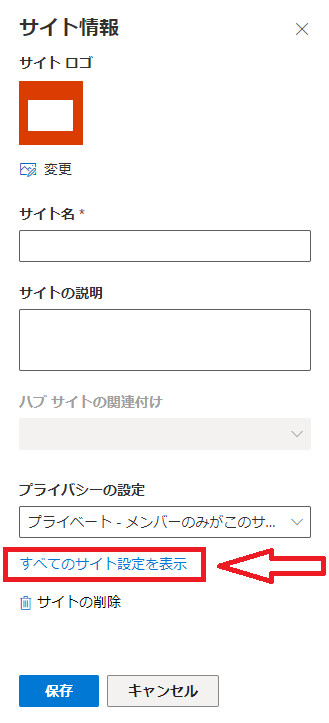 サイト情報
サイト ロゴ
変更
サイト名 *
サイトの説明
ハブ サイトの関連付け
プライバシーの設定
プライベート - メンバーのみがこのサ...
すべてのサイト設定を表示
サイトの削除
保存
キャンセル